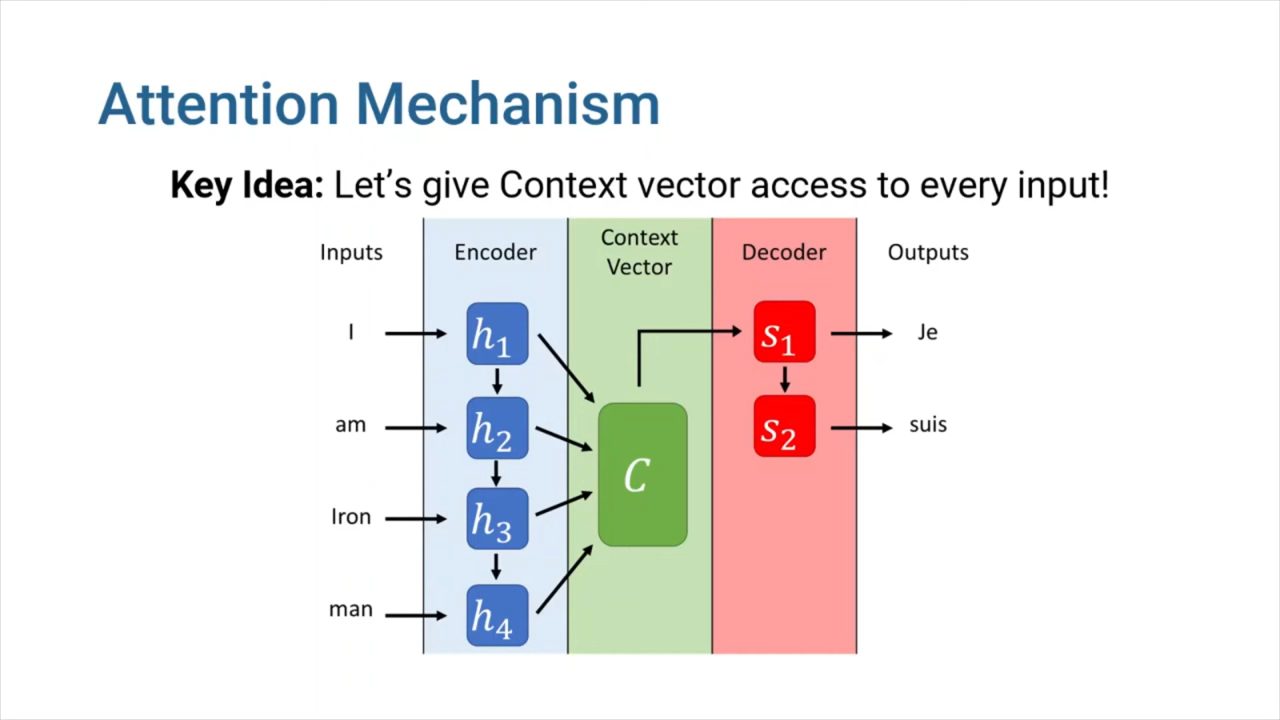 Attention Mechanism
Key Idea: Let’s give Context vector access to every input!
Inputs
Encoder
Context
Vector
Decoder
Outputs
I
h₁
s₁
Je
am
h₂
s₂
suis
C
Iron
h₃
man
h₄